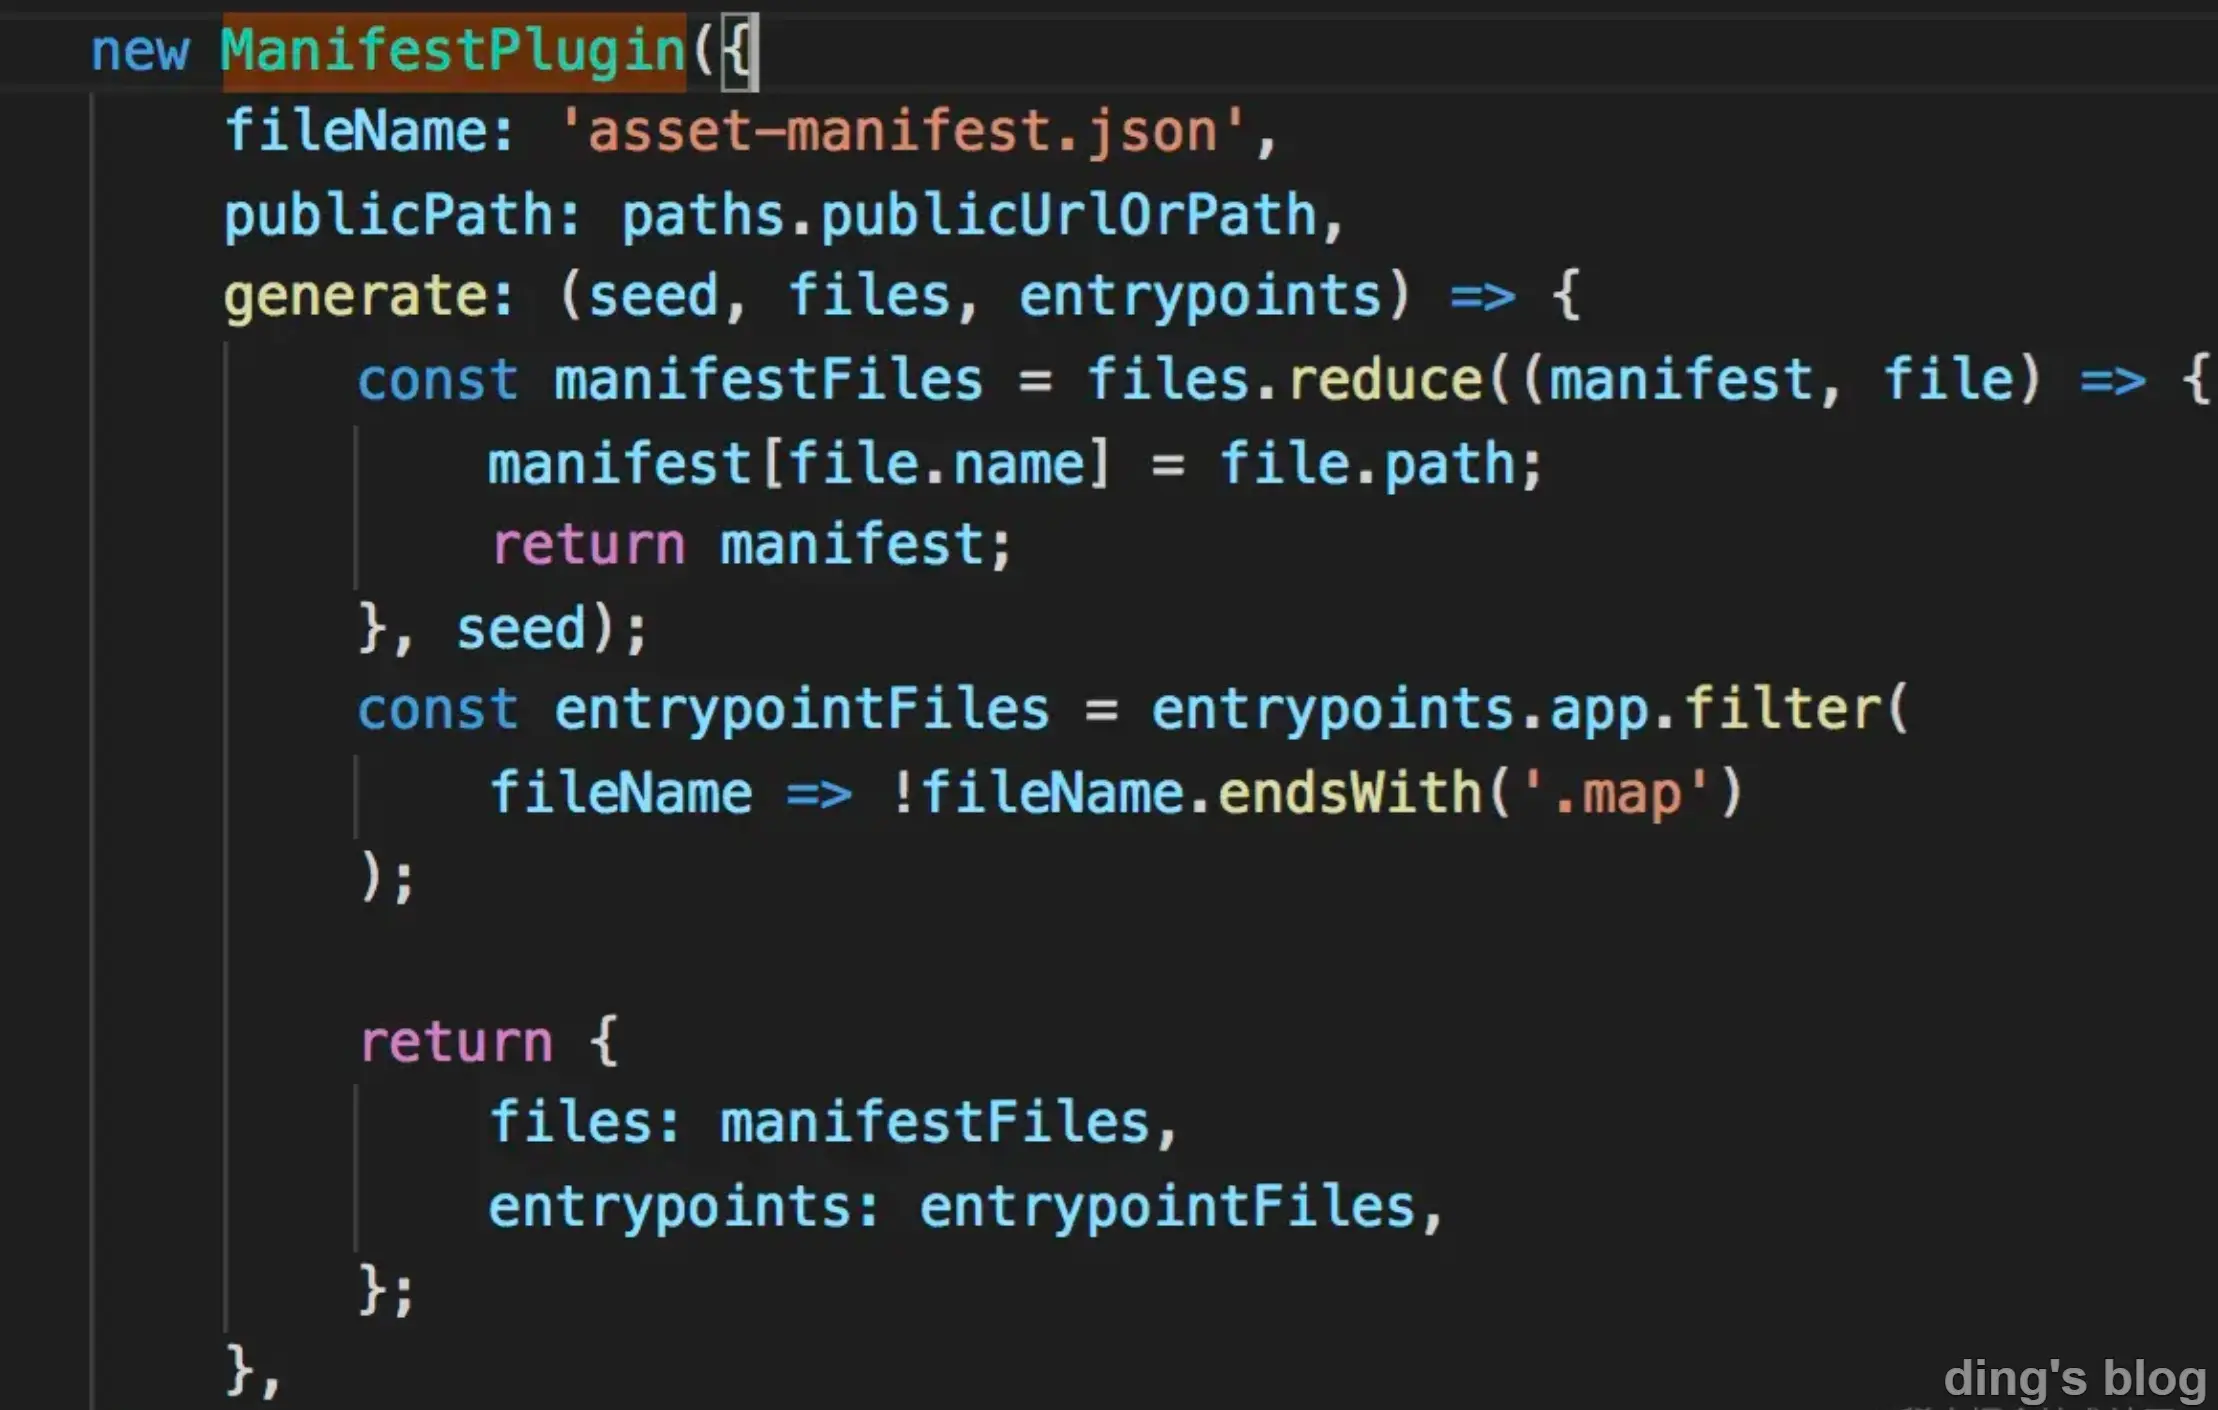 new ManifestPlugin({
fileName: 'asset-manifest.json',
publicPath: paths.publicUrlOrPath,
generate: (seed, files, entrypoints) => {
const manifestFiles = files.reduce((manifest, file) => {
manifest[file.name] = file.path;
return manifest;
}, seed);
const entrypointFiles = entrypoints.app.filter(
fileName => !fileName.endsWith('.map')
);
return {
files: manifestFiles,
entrypoints: entrypointFiles,
};
},
ding's blog